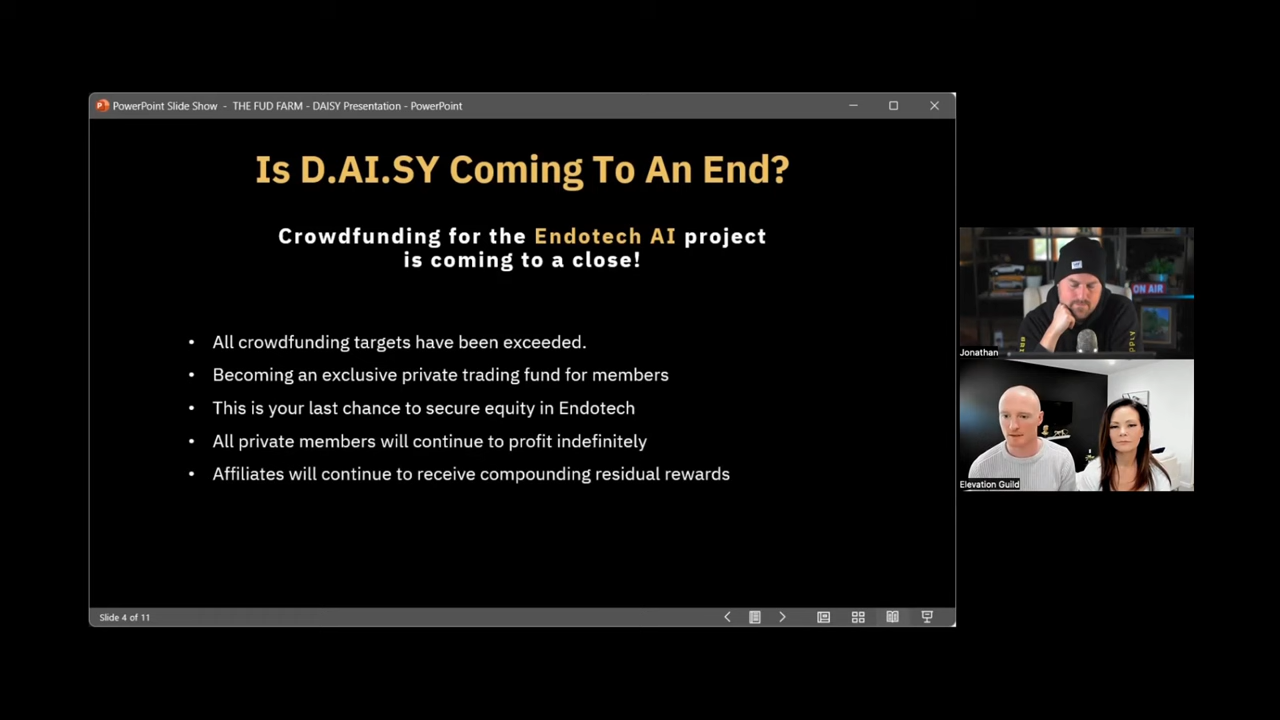 PowerPoint Slide Show - THE FUD FARM - DAISY Presentation - PowerPoint
Is D.AI.SY Coming To An End?
Crowdfunding for the Endotech AI project
is coming to a close!
• All crowdfunding targets have been exceeded.
• Becoming an exclusive private trading fund for members
• This is your last chance to secure equity in Endotech
• All private members will continue to profit indefinitely
• Affiliates will continue to receive compounding residual rewards
Slide 4 of 11
ON AIR
Jonathan
Elevation Guild